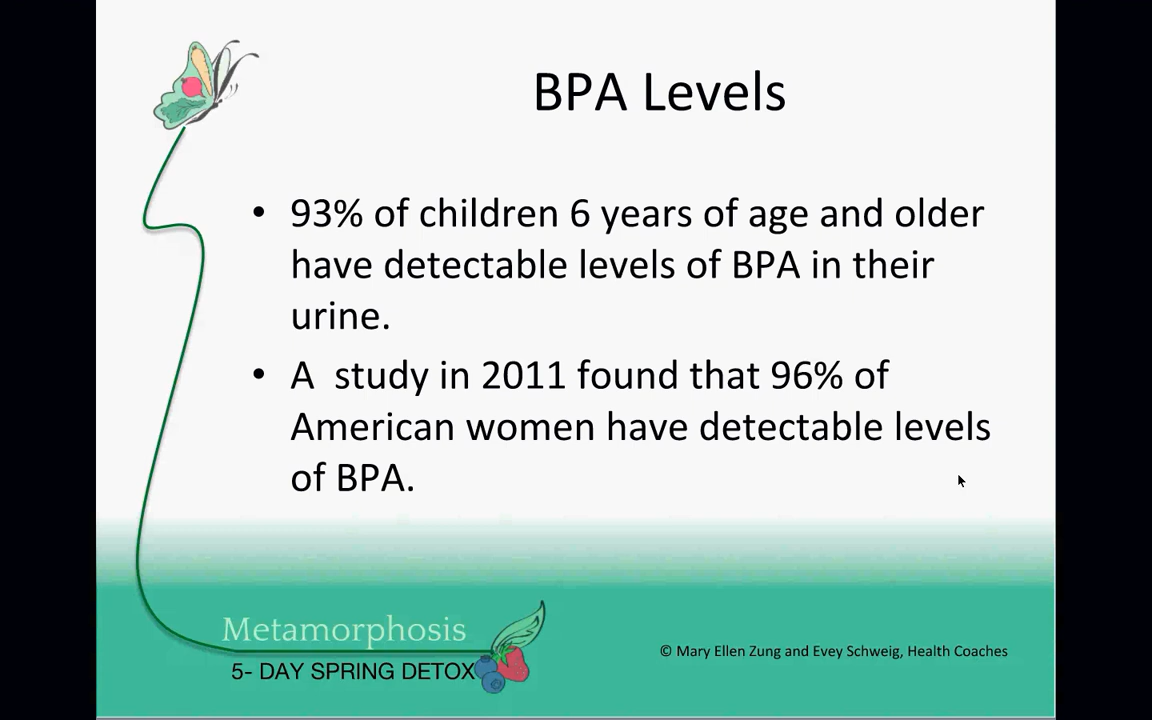 BPA Levels
• 93% of children 6 years of age and older
have detectable levels of BPA in their
urine.
• A  study in 2011 found that 96% of
American women have detectable levels
of BPA.
Metamorphosis
5- DAY SPRING DETOX
© Mary Ellen Zung and Evey Schweig, Health Coaches